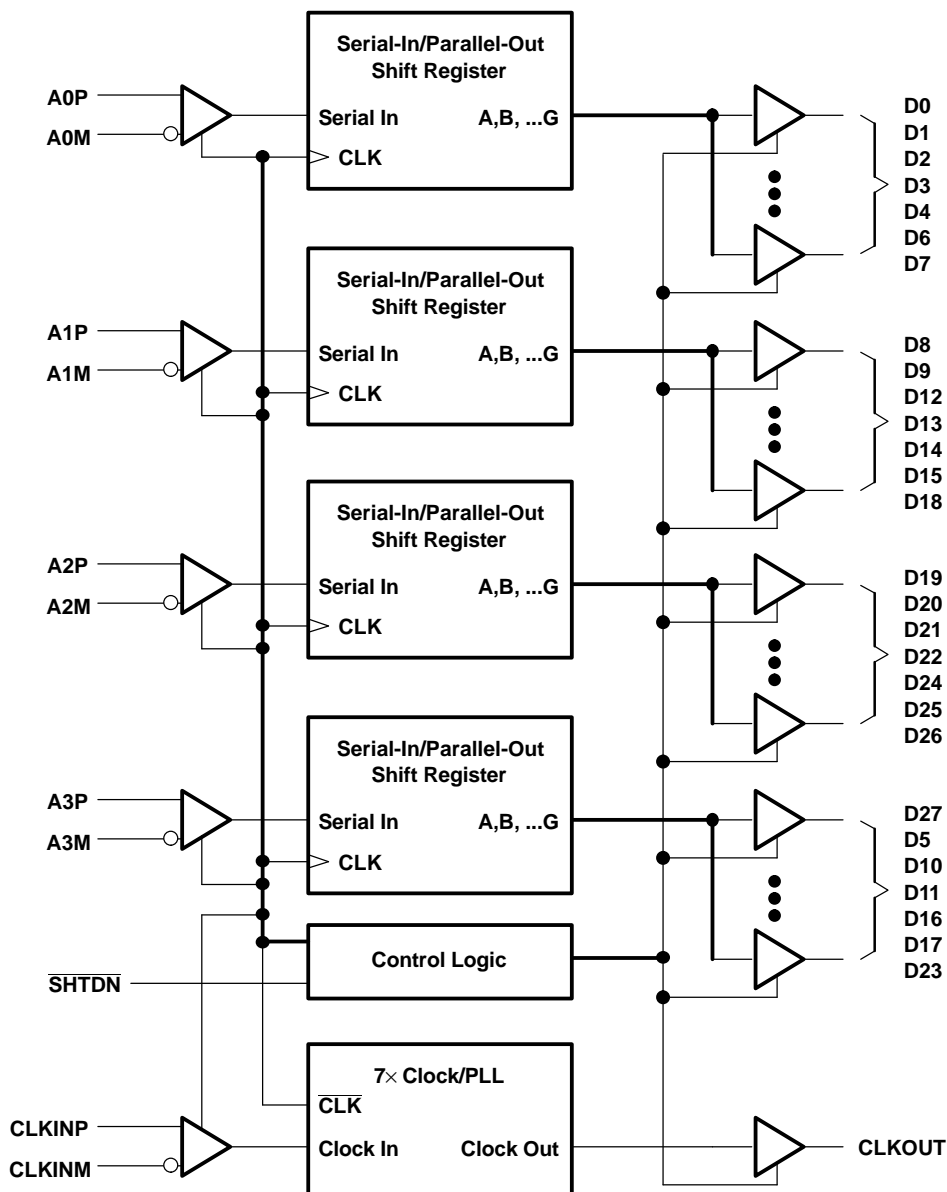 Serial-In/Parallel-Out
Shift Register
A0P
A0M
Serial In
A,B, ...G
CLK
D0
D1
D2
D3
D4
D6
D7
Serial-In/Parallel-Out
Shift Register
A1P
A1M
Serial In
A,B, ...G
CLK
D8
D9
D12
D13
D14
D15
D18
Serial-In/Parallel-Out
Shift Register
A2P
A2M
Serial In
A,B, ...G
CLK
D19
D20
D21
D22
D24
D25
D26
Serial-In/Parallel-Out
Shift Register
A3P
A3M
Serial In
A,B, ...G
CLK
D27
D5
D10
D11
D16
D17
D23
Control Logic
SHTDN
7× Clock/PLL
CLK
CLKINP
CLKINM
Clock In
Clock Out
CLKOUT